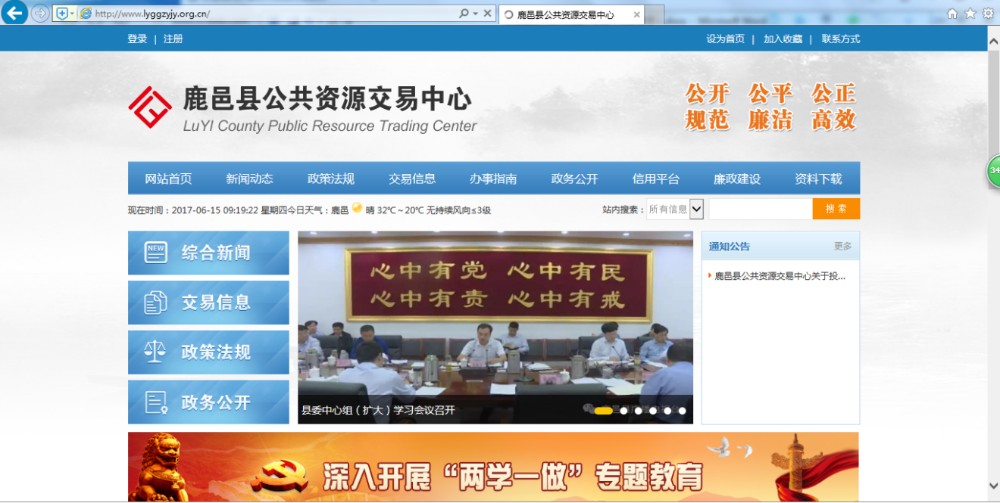 http://www.lyggzyjy.org.cn/
鹿邑县公共资源交易中心
登录 | 注册
设为首页 | 加入收藏 | 联系方式
鹿邑县公共资源交易中心
LuYI County Public Resource Trading Center
公开 公平 公正
规范 廉洁 高效
网站首页 新闻动态 政策法规 交易信息 办事指南 政务公开 信用平台 廉政建设 资料下载
现在时间：2017-06-15 09:19:22 星期四今日天气：鹿邑 晴 32℃～20℃ 无持续风向≤3级
站内搜索： 所有信息 搜 索
34
NEW
综合新闻
交易信息
政策法规
政务公开
心中有党 心中有民
心中有责 心中有戒
县委中心组（扩大）学习会议召开
通知公告 更多
鹿邑县公共资源交易中心关于投...
深入开展“两学一做”专题教育